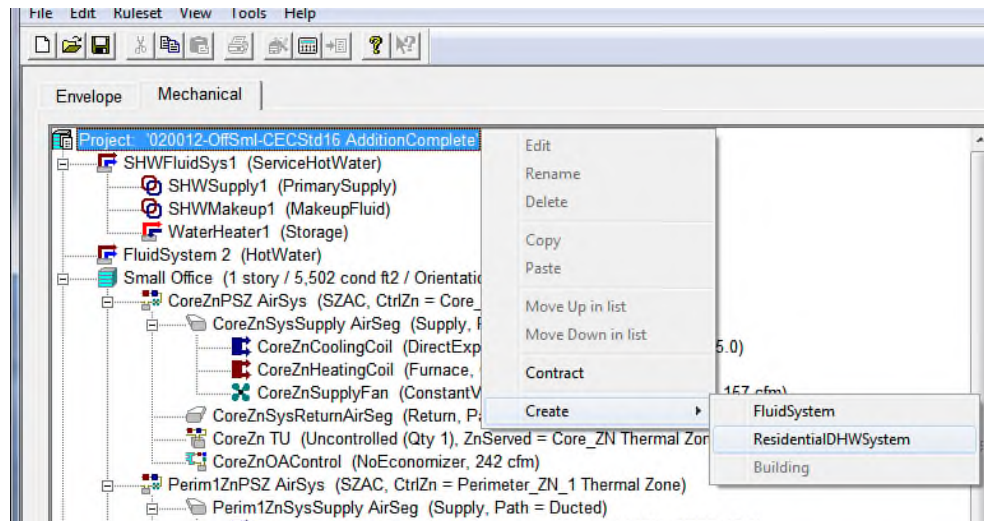 File Edit Ruleset View Tools Help
Envelope Mechanical
Project: '020012-OffSml-CECStd16 AdditionComplete'
SHWFluidSys1 (ServiceHotWater)
SHWSupply1 (PrimarySupply)
SHWMakeup1 (MakeupFluid)
WaterHeater1 (Storage)
FluidSystem 2 (HotWater)
Small Office (1 story / 5,502 cond ft2 / Orientatio
CoreZnPSZ AirSys (SZAC, CtrlZn = Core_
CoreZnSysSupply AirSeg (Supply, P
CoreZnCoolingCoil (DirectExp 5.0)
CoreZnHeatingCoil (Furnace,
CoreZnSupplyFan (ConstantV 157 cfm)
CoreZnSysReturnAirSeg (Return, Pa
CoreZn TU (Uncontrolled (Qty 1), ZnServed = Core_ZN Thermal Zon
CoreZnOAControl (NoEconomizer, 242 cfm)
Perim1ZnPSZ AirSys (SZAC, CtrlZn = Perimeter_ZN_1 Thermal Zone)
Perim1ZnSysSupply AirSeg (Supply, Path = Ducted)
Edit
Rename
Delete
Copy
Paste
Move Up in list
Move Down in list
Contract
Create
FluidSystem
ResidentialDHWSystem
Building